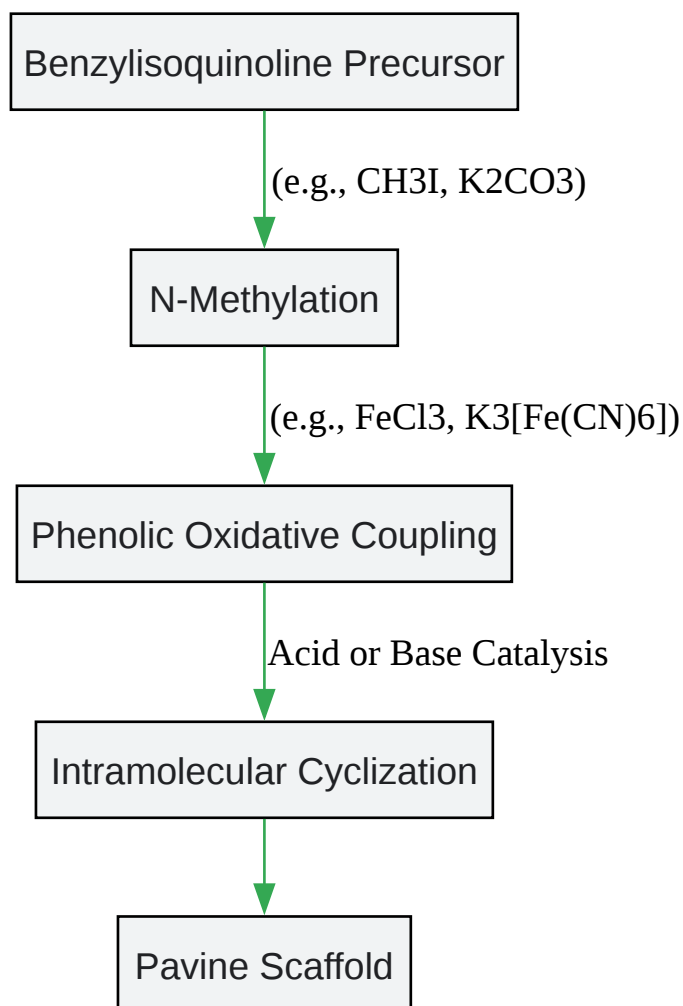 Benzylisoquinoline Precursor
(e.g., CH3I, K2CO3)
N-Methylation
(e.g., FeCl3, K3[Fe(CN)6])
Phenolic Oxidative Coupling
Acid or Base Catalysis
Intramolecular Cyclization
Pavine Scaffold